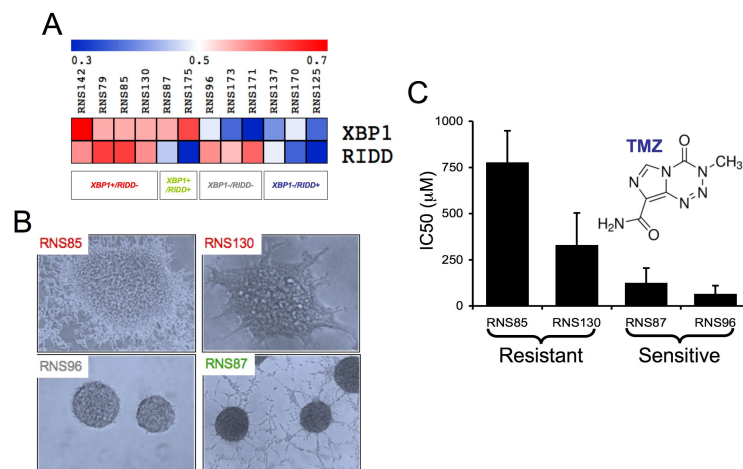 A
0.3 0.5 0.7
RNS142 RNS79 RNS85 RNS130 RNS87 RNS175 RNS96 RNS173 RNS171 RNS137 RNS170 RNS125
XBP1
RIDD
XBP1+/RIDD- XBP1+ /RIDD+ XBP1-/RIDD- XBP1-/RIDD+
B
RNS85 RNS130
RNS96 RNS87
C
1000
750
500
250
0
IC50 (μM)
TMZ
O
N
N
CH₃
N
N
N
H₂N
O
RNS85 RNS130 RNS87 RNS96
Resistant Sensitive